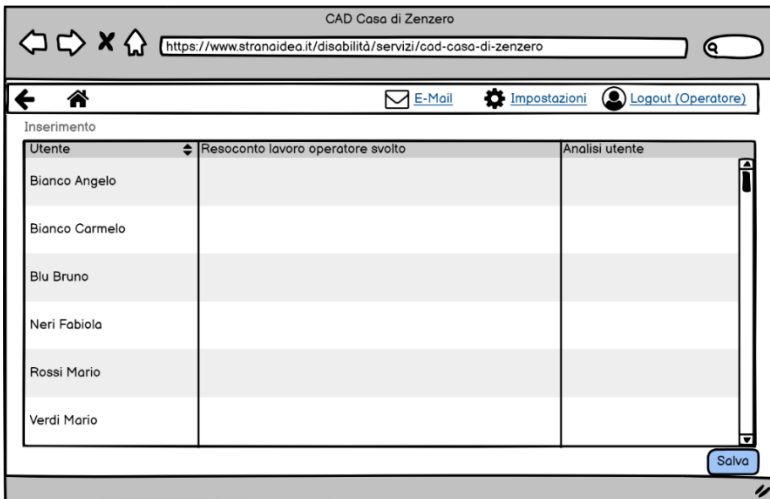 CAD Casa di Zenzero
https://www.stranaidea.it/disabilità/servizi/cad-casa-di-zenzero
E-Mail Impostazioni Logout (Operatore)
Inserimento
Utente Resoconto lavoro operatore svolto Analisi utente
Bianco Angelo
Bianco Carmelo
Blu Bruno
Neri Fabiola
Rossi Mario
Verdi Mario
Salva